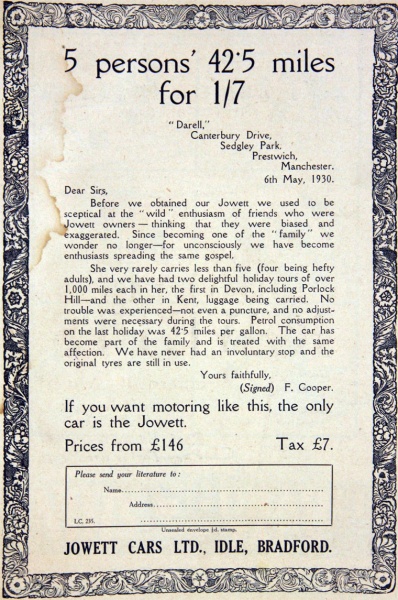 5 persons' 42·5 miles
for 1/7
"Darell,"
Canterbury Drive,
Sedgley Park,
Prestwich,
Manchester.
6th May, 1930.
Dear Sirs,
Before we obtained our Jowett we used to be
sceptical at the "wild" enthusiasm of friends who were
Jowett owners—thinking that they were biased and
exaggerated. Since becoming one of the "family" we
wonder no longer—for unconsciously we have become
enthusiasts spreading the same gospel.
She very rarely carries less than five (four being hefty
adults), and we have had two delightful holiday tours of over
1,000 miles each in her, the first in Devon, including Porlock
Hill—and the other in Kent, luggage being carried. No
trouble was experienced—not even a puncture, and no adjust-
ments were necessary during the tours. Petrol consumption
on the last holiday was 42·5 miles per gallon. The car has
become part of the family and is treated with the same
affection. We have never had an involuntary stop and the
original tyres are still in use.
Yours faithfully,
(Signed) F. Cooper.
If you want motoring like this, the only
car is the Jowett.
Prices from £146 Tax £7.
Please send your literature to:
Name
Address
I.C. 235.
Unsealed envelope ½d. stamp.
JOWETT CARS LTD., IDLE, BRADFORD.